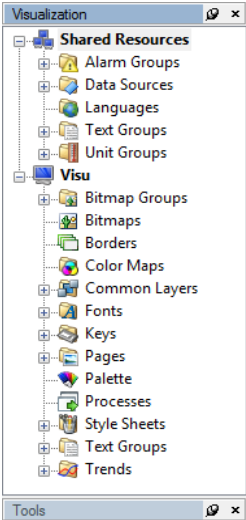 Visualization
Shared Resources
Alarm Groups
Data Sources
Languages
Text Groups
Unit Groups
Visu
Bitmap Groups
Bitmaps
Borders
Color Maps
Common Layers
Fonts
Keys
Pages
Palette
Processes
Style Sheets
Text Groups
Trends
Tools